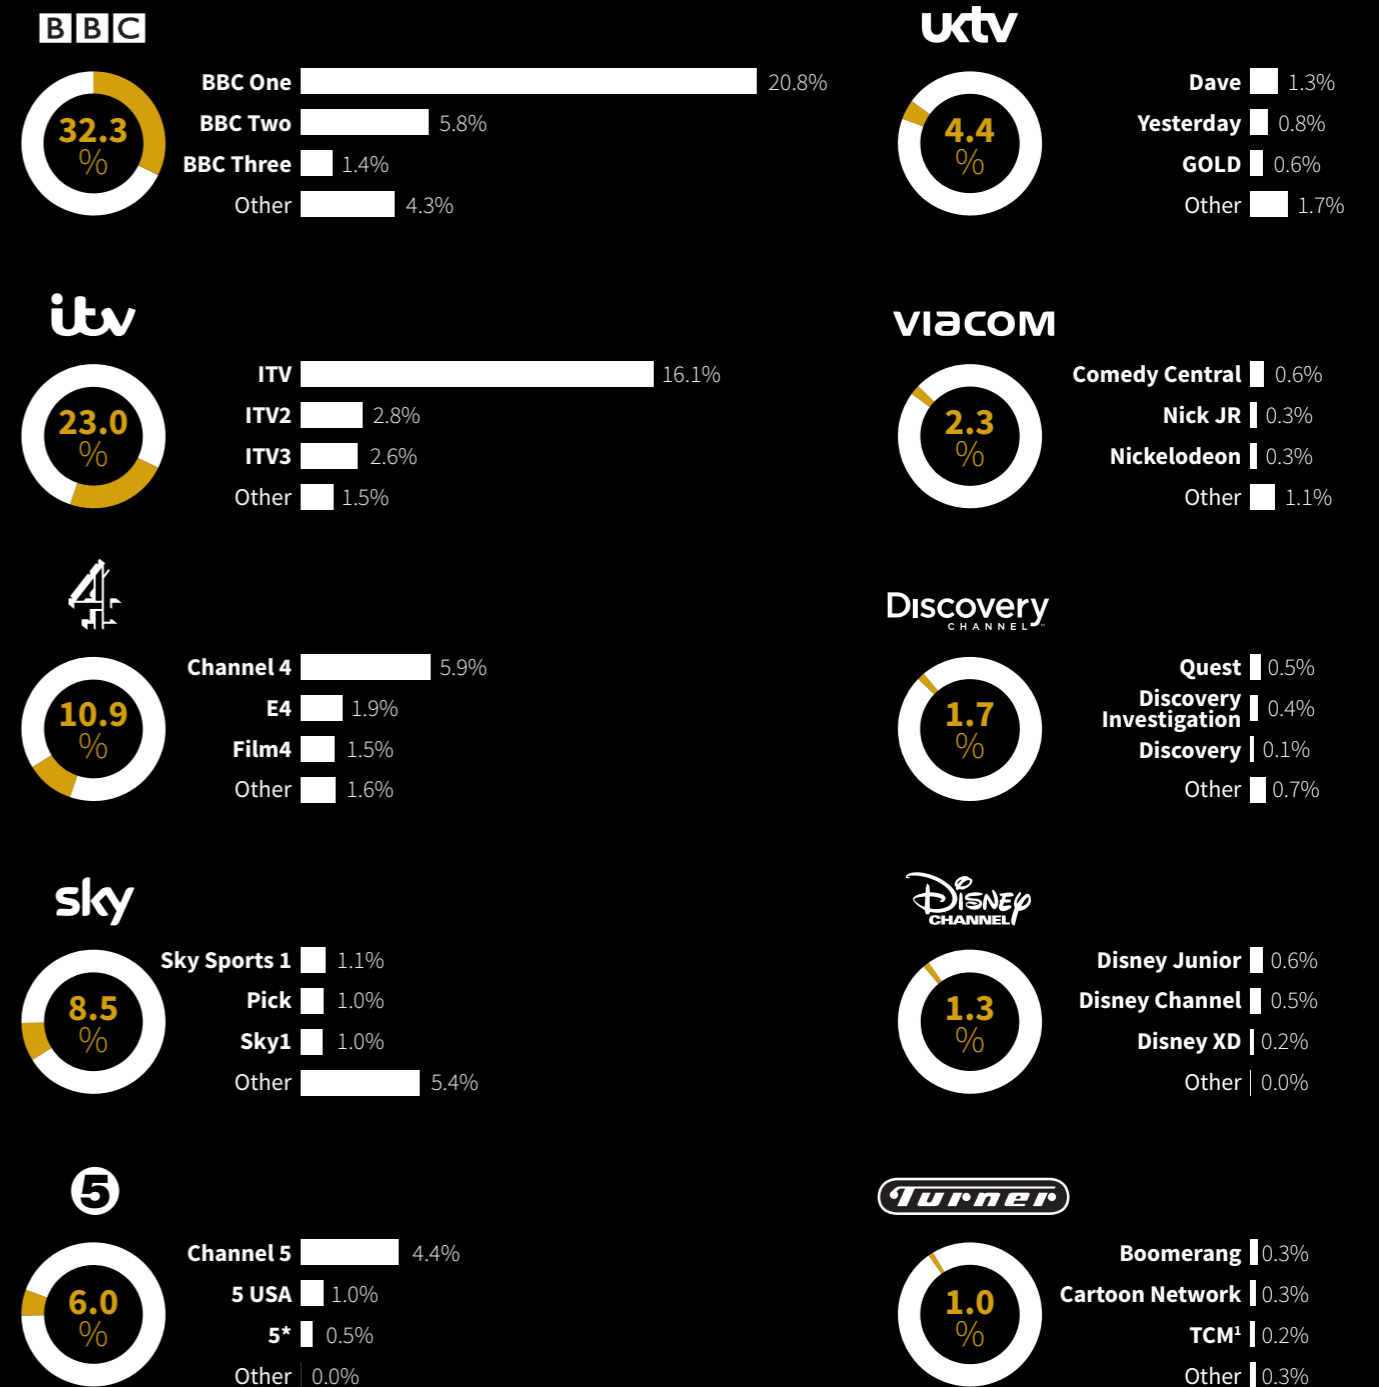 BBC
32.3
%
BBC One 20.8%
BBC Two 5.8%
BBC Three 1.4%
Other 4.3%
itv
23.0
%
ITV 16.1%
ITV2 2.8%
ITV3 2.6%
Other 1.5%
4
10.9
%
Channel 4 5.9%
E4 1.9%
Film4 1.5%
Other 1.6%
sky
8.5
%
Sky Sports 1 1.1%
Pick 1.0%
Sky1 1.0%
Other 5.4%
5
6.0
%
Channel 5 4.4%
5 USA 1.0%
5* 0.5%
Other 0.0%
uktv
4.4
%
Dave 1.3%
Yesterday 0.8%
GOLD 0.6%
Other 1.7%
VIacom
2.3
%
Comedy Central 0.6%
Nick JR 0.3%
Nickelodeon 0.3%
Other 1.1%
Discovery
CHANNEL
1.7
%
Quest 0.5%
Discovery
Investigation 0.4%
Discovery 0.1%
Other 0.7%
Disney
CHANNEL
1.3
%
Disney Junior 0.6%
Disney Channel 0.5%
Disney XD 0.2%
Other 0.0%
Turner
1.0
%
Boomerang 0.3%
Cartoon Network 0.3%
TCM¹ 0.2%
Other 0.3%